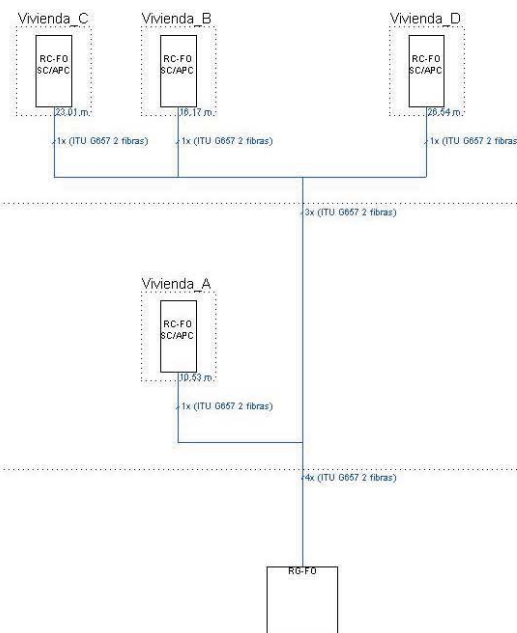 Vivienda_C
Vivienda_B
Vivienda_D
RC-FO
SC/APC
RC-FO
SC/APC
RC-FO
SC/APC
23,01 m.
16,17 m.
26,54 m.
1x (ITU G657 2 fibras)
1x (ITU G657 2 fibras)
1x (ITU G657 2 fibras
3x (ITU G657 2 fibras)
Vivienda_A
RC-FO
SC/APC
10,53 m.
1x (ITU G657 2 fibras)
4x (ITU G657 2 fibras)
RG-FO